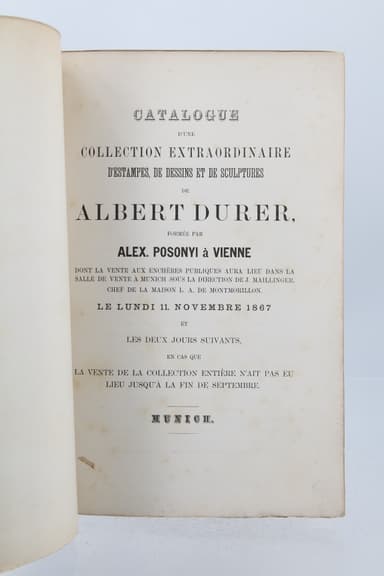 CATALOGUE
D'UNE
COLLECTION EXTRAORDINAIRE
D'ESTAMPES, DE DESSINS ET DE SCULPTURES
DE
ALBERT DURER,
FORMÉE PAR
ALEX. POSONYI à VIENNE
DONT LA VENTE AUX ENCHÈRES PUBLIQUES AURA LIEU DANS LA
SALLE DE VENTE À MUNICH SOUS LA DIRECTION DE J. MAILLINGER,
CHEF DE LA MAISON L. A. DE MONTMORILLON.
LE LUNDI 11. NOVEMBRE 1867
ET
LES DEUX JOURS SUIVANTS,
EN CAS QUE
LA VENTE DE LA COLLECTION ENTIÈRE N'AIT PAS EU
LIEU JUSQU'À LA FIN DE SEPTEMBRE.
MUNICH.